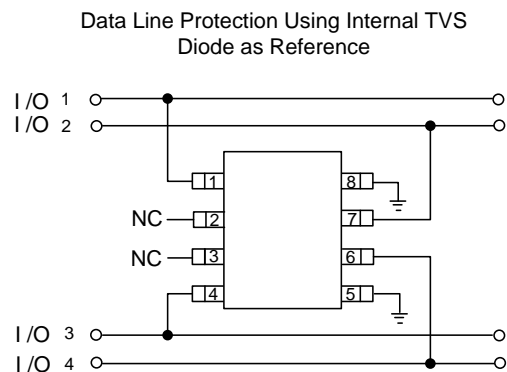 Data Line Protection Using Internal TVS
Diode as Reference
I /O 1
I /O 2
1 8
NC 2 7
NC 3 6
4 5
I /O 3
I /O 4